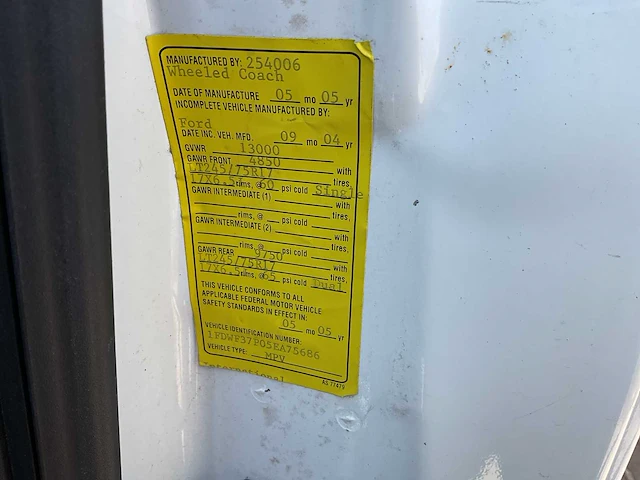 MANUFACTURED BY: 254006
Wheeled Coach
DATE OF MANUFACTURE 05 mo 05 yr
INCOMPLETE VEHICLE MANUFACTURED BY:
Ford
DATE INC. VEH. MFD. 09 mo 04 yr
GVWR 13000
GAWR FRONT 4850 with
LT245/75R17 tires,
17X6.5 rims, @ 60 psi cold Single
GAWR INTERMEDIATE (1) with
tires,
rims, @ psi cold
GAWR INTERMEDIATE (2) with
tires,
rims, @ psi cold
GAWR REAR 9750 with
LT245/75R17 tires,
17X6.5 rims, @ 65 psi cold Dual
THIS VEHICLE CONFORMS TO ALL
APPLICABLE FEDERAL MOTOR VEHICLE
SAFETY STANDARDS IN EFFECT IN:
05 mo 05 yr
VEHICLE IDENTIFICATION NUMBER:
1FDWF37P05EA75686
VEHICLE TYPE: MPV
International
AS 77479